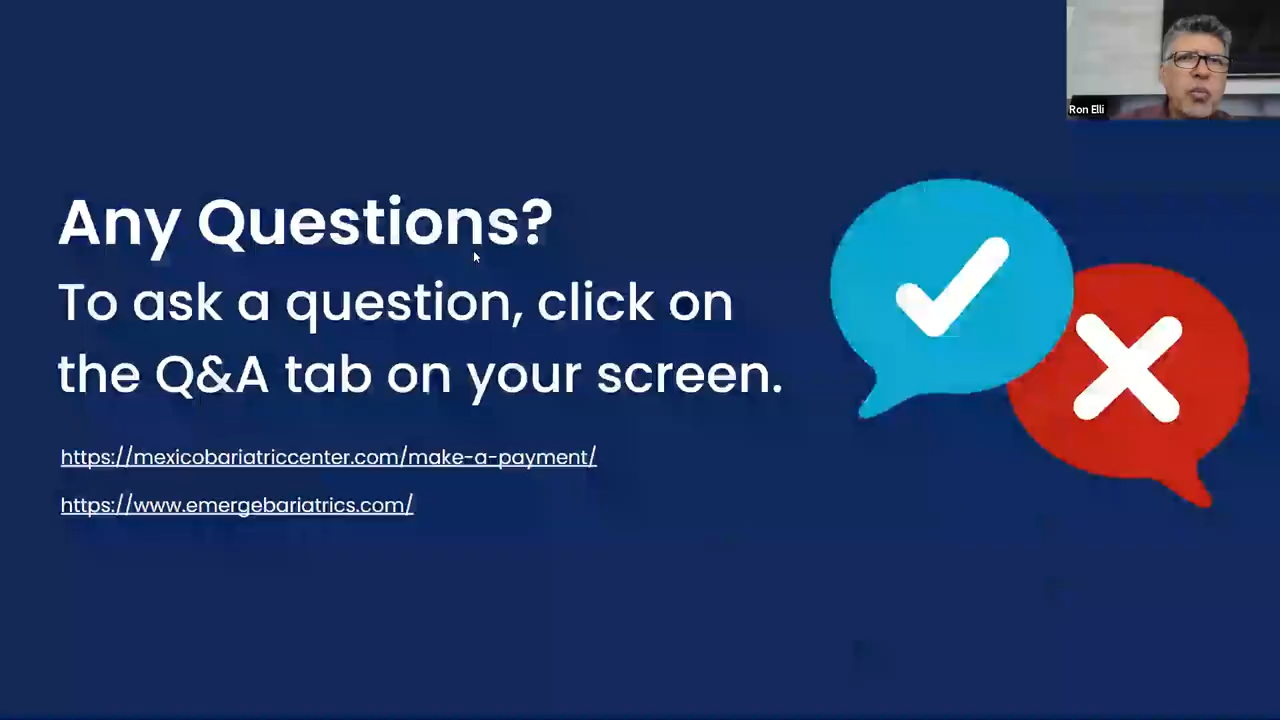 Ron Elli
Any Questions?
To ask a question, click on
the Q&A tab on your screen.
https://mexicobariatriccenter.com/make-a-payment/
https://www.emergebariatrics.com/